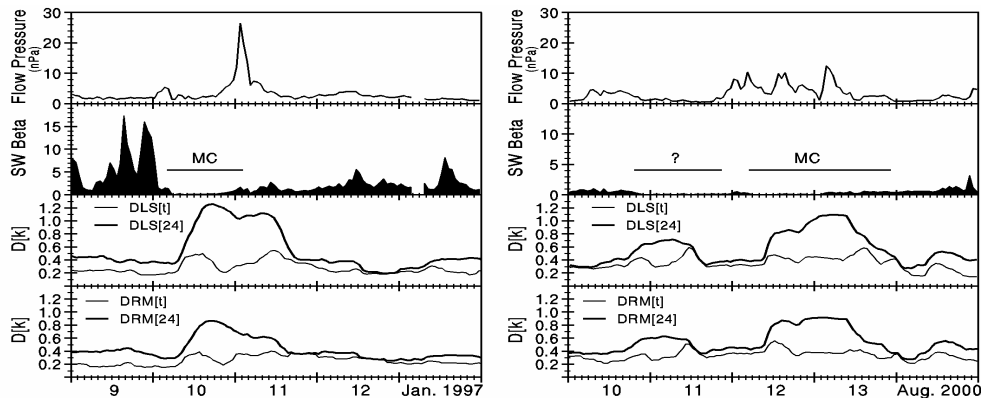 Flow Pressure
(nPa)
30
20
10
0
SW Beta
15
10
5
0
MC
D[k]
1.2
1.0
0.8
0.6
0.4
0.2
DLS[t]
DLS[24]
D[k]
1.2
1.0
0.8
0.6
0.4
0.2
DRM[t]
DRM[24]
9
10
11
12
Jan. 1997
Flow Pressure
(nPa)
30
20
10
0
SW Beta
10
5
0
?
MC
D[k]
1.2
1.0
0.8
0.6
0.4
0.2
DLS[t]
DLS[24]
D[k]
1.2
1.0
0.8
0.6
0.4
0.2
DRM[t]
DRM[24]
10
11
12
13
Aug. 2000